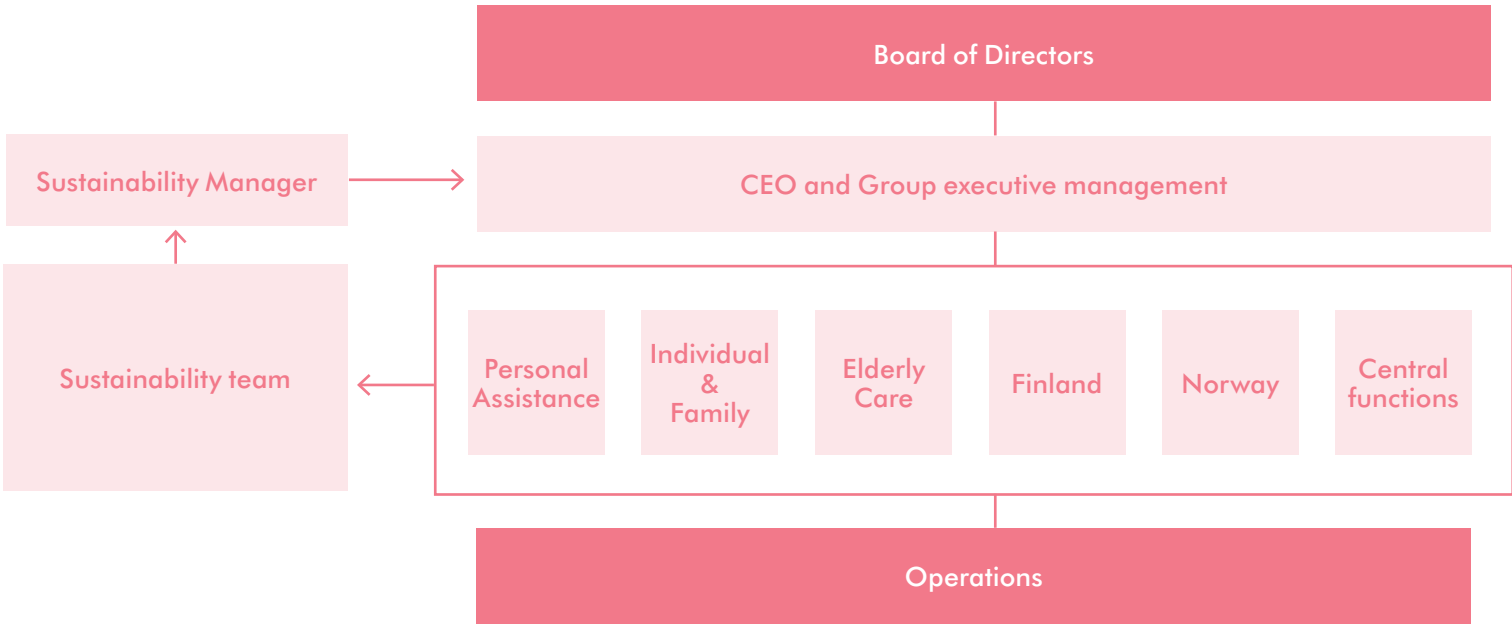 Board of Directors
Sustainability Manager
CEO and Group executive management
Sustainability team
Personal
Assistance
Individual
&
Family
Elderly
Care
Finland
Norway
Central
functions
Operations